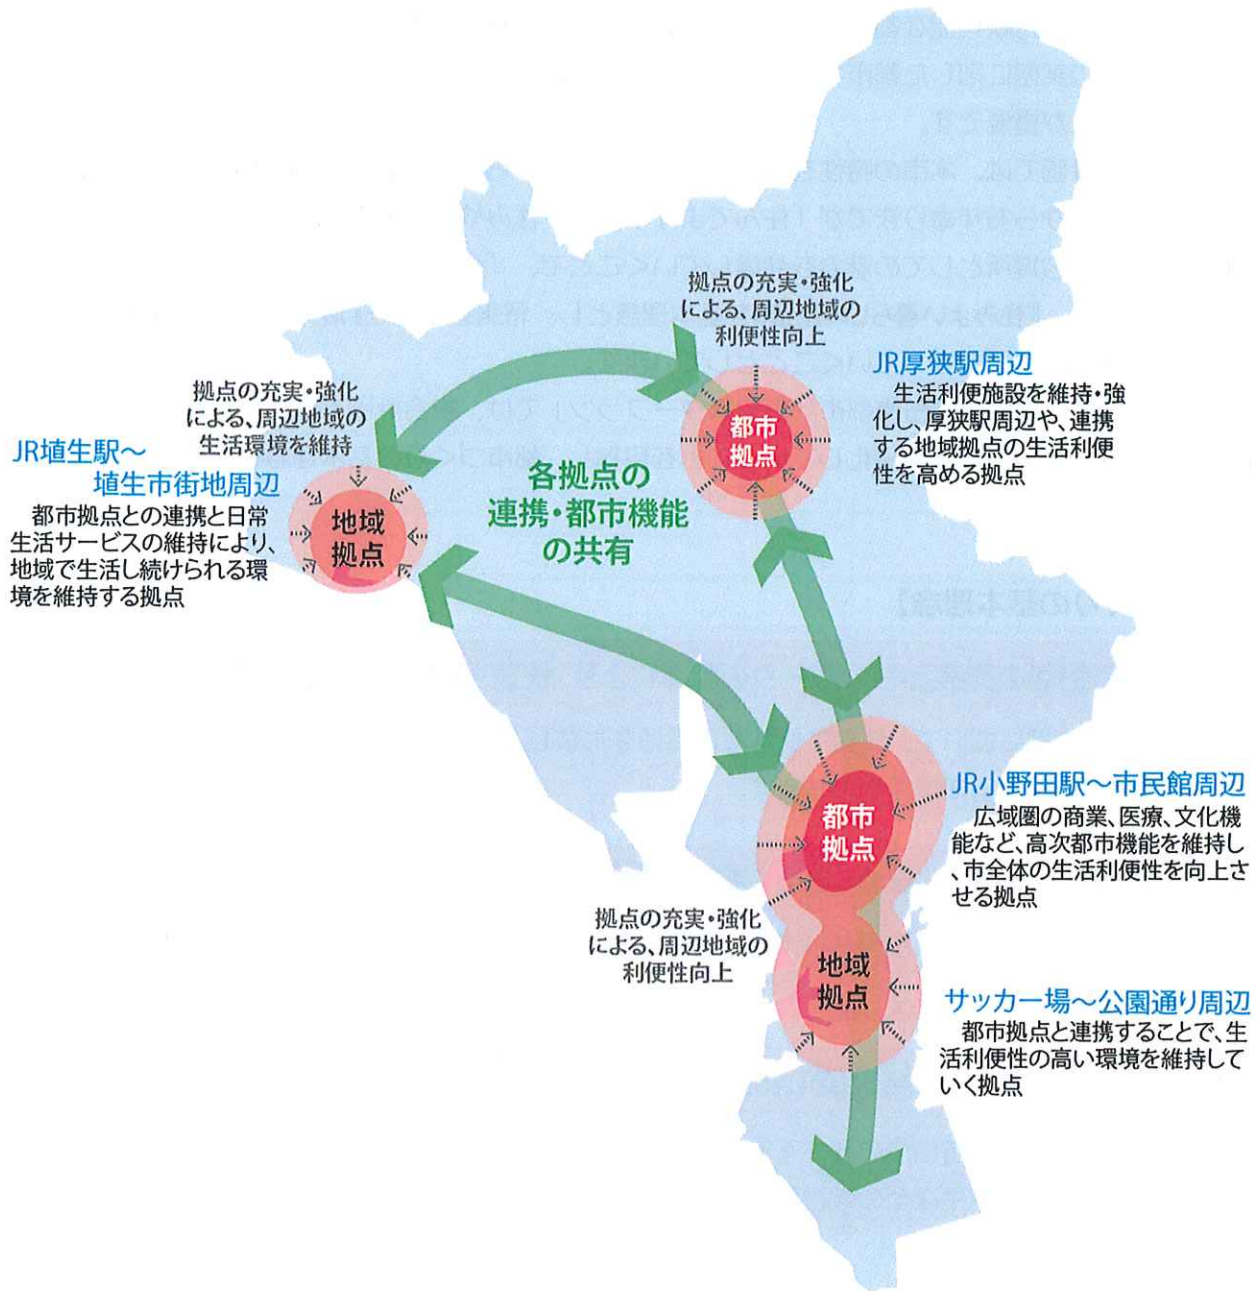 拠点の充実・強化
による、周辺地域の
利便性向上
JR厚狭駅周辺
生活利便施設を維持・強
化し、厚狭駅周辺や、連携
する地域拠点の生活利便
性を高める拠点
都市
拠点
拠点の充実・強化
による、周辺地域の
生活環境を維持
JR埴生駅～
埴生市街地周辺
都市拠点との連携と日常
生活サービスの維持により、
地域で生活し続けられる環
境を維持する拠点
地域
拠点
各拠点の
連携・都市機能
の共有
都市
拠点
JR小野田駅～市民館周辺
広域圏の商業、医療、文化機
能など、高次都市機能を維持し
、市全体の生活利便性を向上さ
せる拠点
拠点の充実・強化
による、周辺地域の
利便性向上
地域
拠点
サッカー場～公園通り周辺
都市拠点と連携することで、生
活利便性の高い環境を維持して
いく拠点